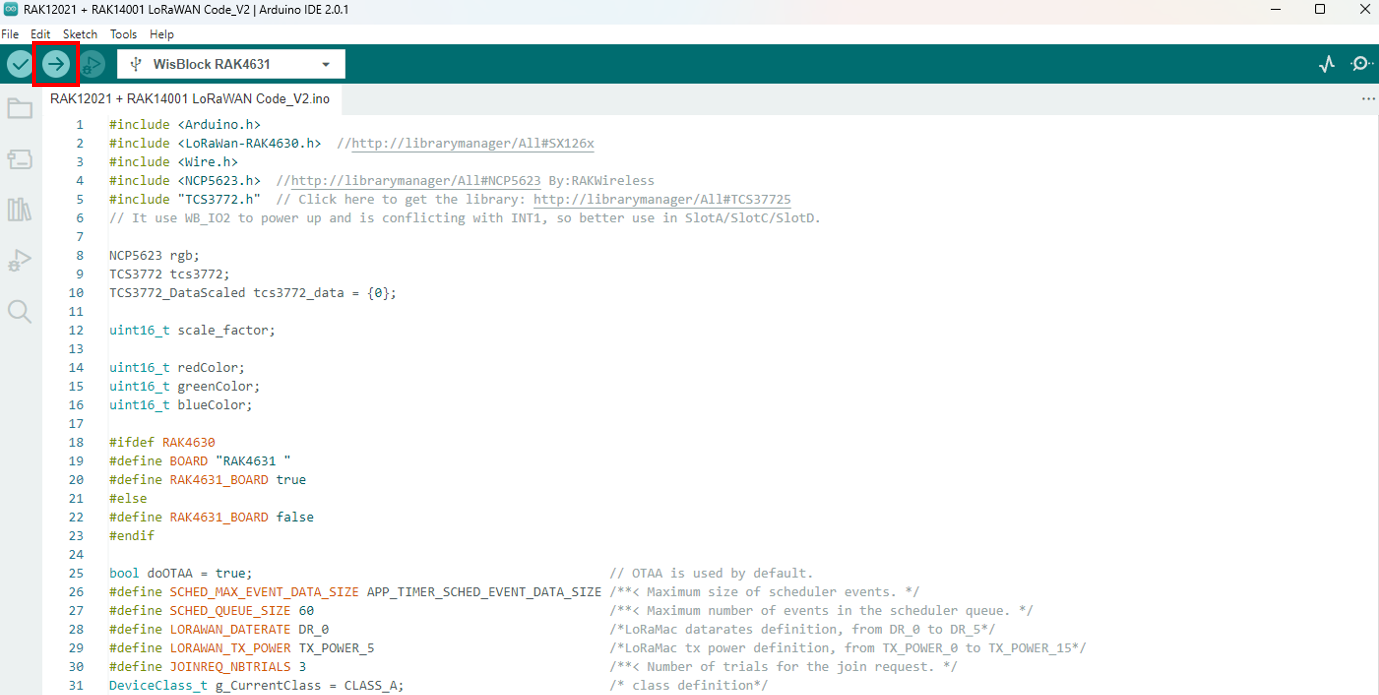 RAK12021 + RAK14001 LoRaWAN Code_V2 | Arduino IDE 2.0.1
File Edit Sketch Tools Help
WisBlock RAK4631
RAK12021 + RAK14001 LoRaWAN Code_V2.ino
1 #include <Arduino.h>
2 #include <LoRaWan-RAK4630.h>  //http://librarymanager/All#SX126x
3 #include <Wire.h>
4 #include <NCP5623.h>  //http://librarymanager/All#NCP5623 By:RAKWireless
5 #include "TCS3772.h"  // Click here to get the library: http://librarymanager/All#TCS37725
6 // It use WB_IO2 to power up and is conflicting with INT1, so better use in SlotA/SlotC/SlotD.
7
8 NCP5623 rgb;
9 TCS3772 tcs3772;
10 TCS3772_DataScaled tcs3772_data = {0};
11
12 uint16_t scale_factor;
13
14 uint16_t redColor;
15 uint16_t greenColor;
16 uint16_t blueColor;
17
18 #ifdef RAK4630
19 #define BOARD "RAK4631 "
20 #define RAK4631_BOARD true
21 #else
22 #define RAK4631_BOARD false
23 #endif
24
25 bool doOTAA = true; // OTAA is used by default.
26 #define SCHED_MAX_EVENT_DATA_SIZE APP_TIMER_SCHED_EVENT_DATA_SIZE /**< Maximum size of scheduler events. */
27 #define SCHED_QUEUE_SIZE 60 /**< Maximum number of events in the scheduler queue. */
28 #define LORAWAN_DATERATE DR_0 /*LoRaMac datarates definition, from DR_0 to DR_5*/
29 #define LORAWAN_TX_POWER TX_POWER_5 /*LoRaMac tx power definition, from TX_POWER_0 to TX_POWER_15*/
30 #define JOINREQ_NBTRIALS 3 /**< Number of trials for the join request. */
31 DeviceClass_t g_CurrentClass = CLASS_A; /* class definition*/